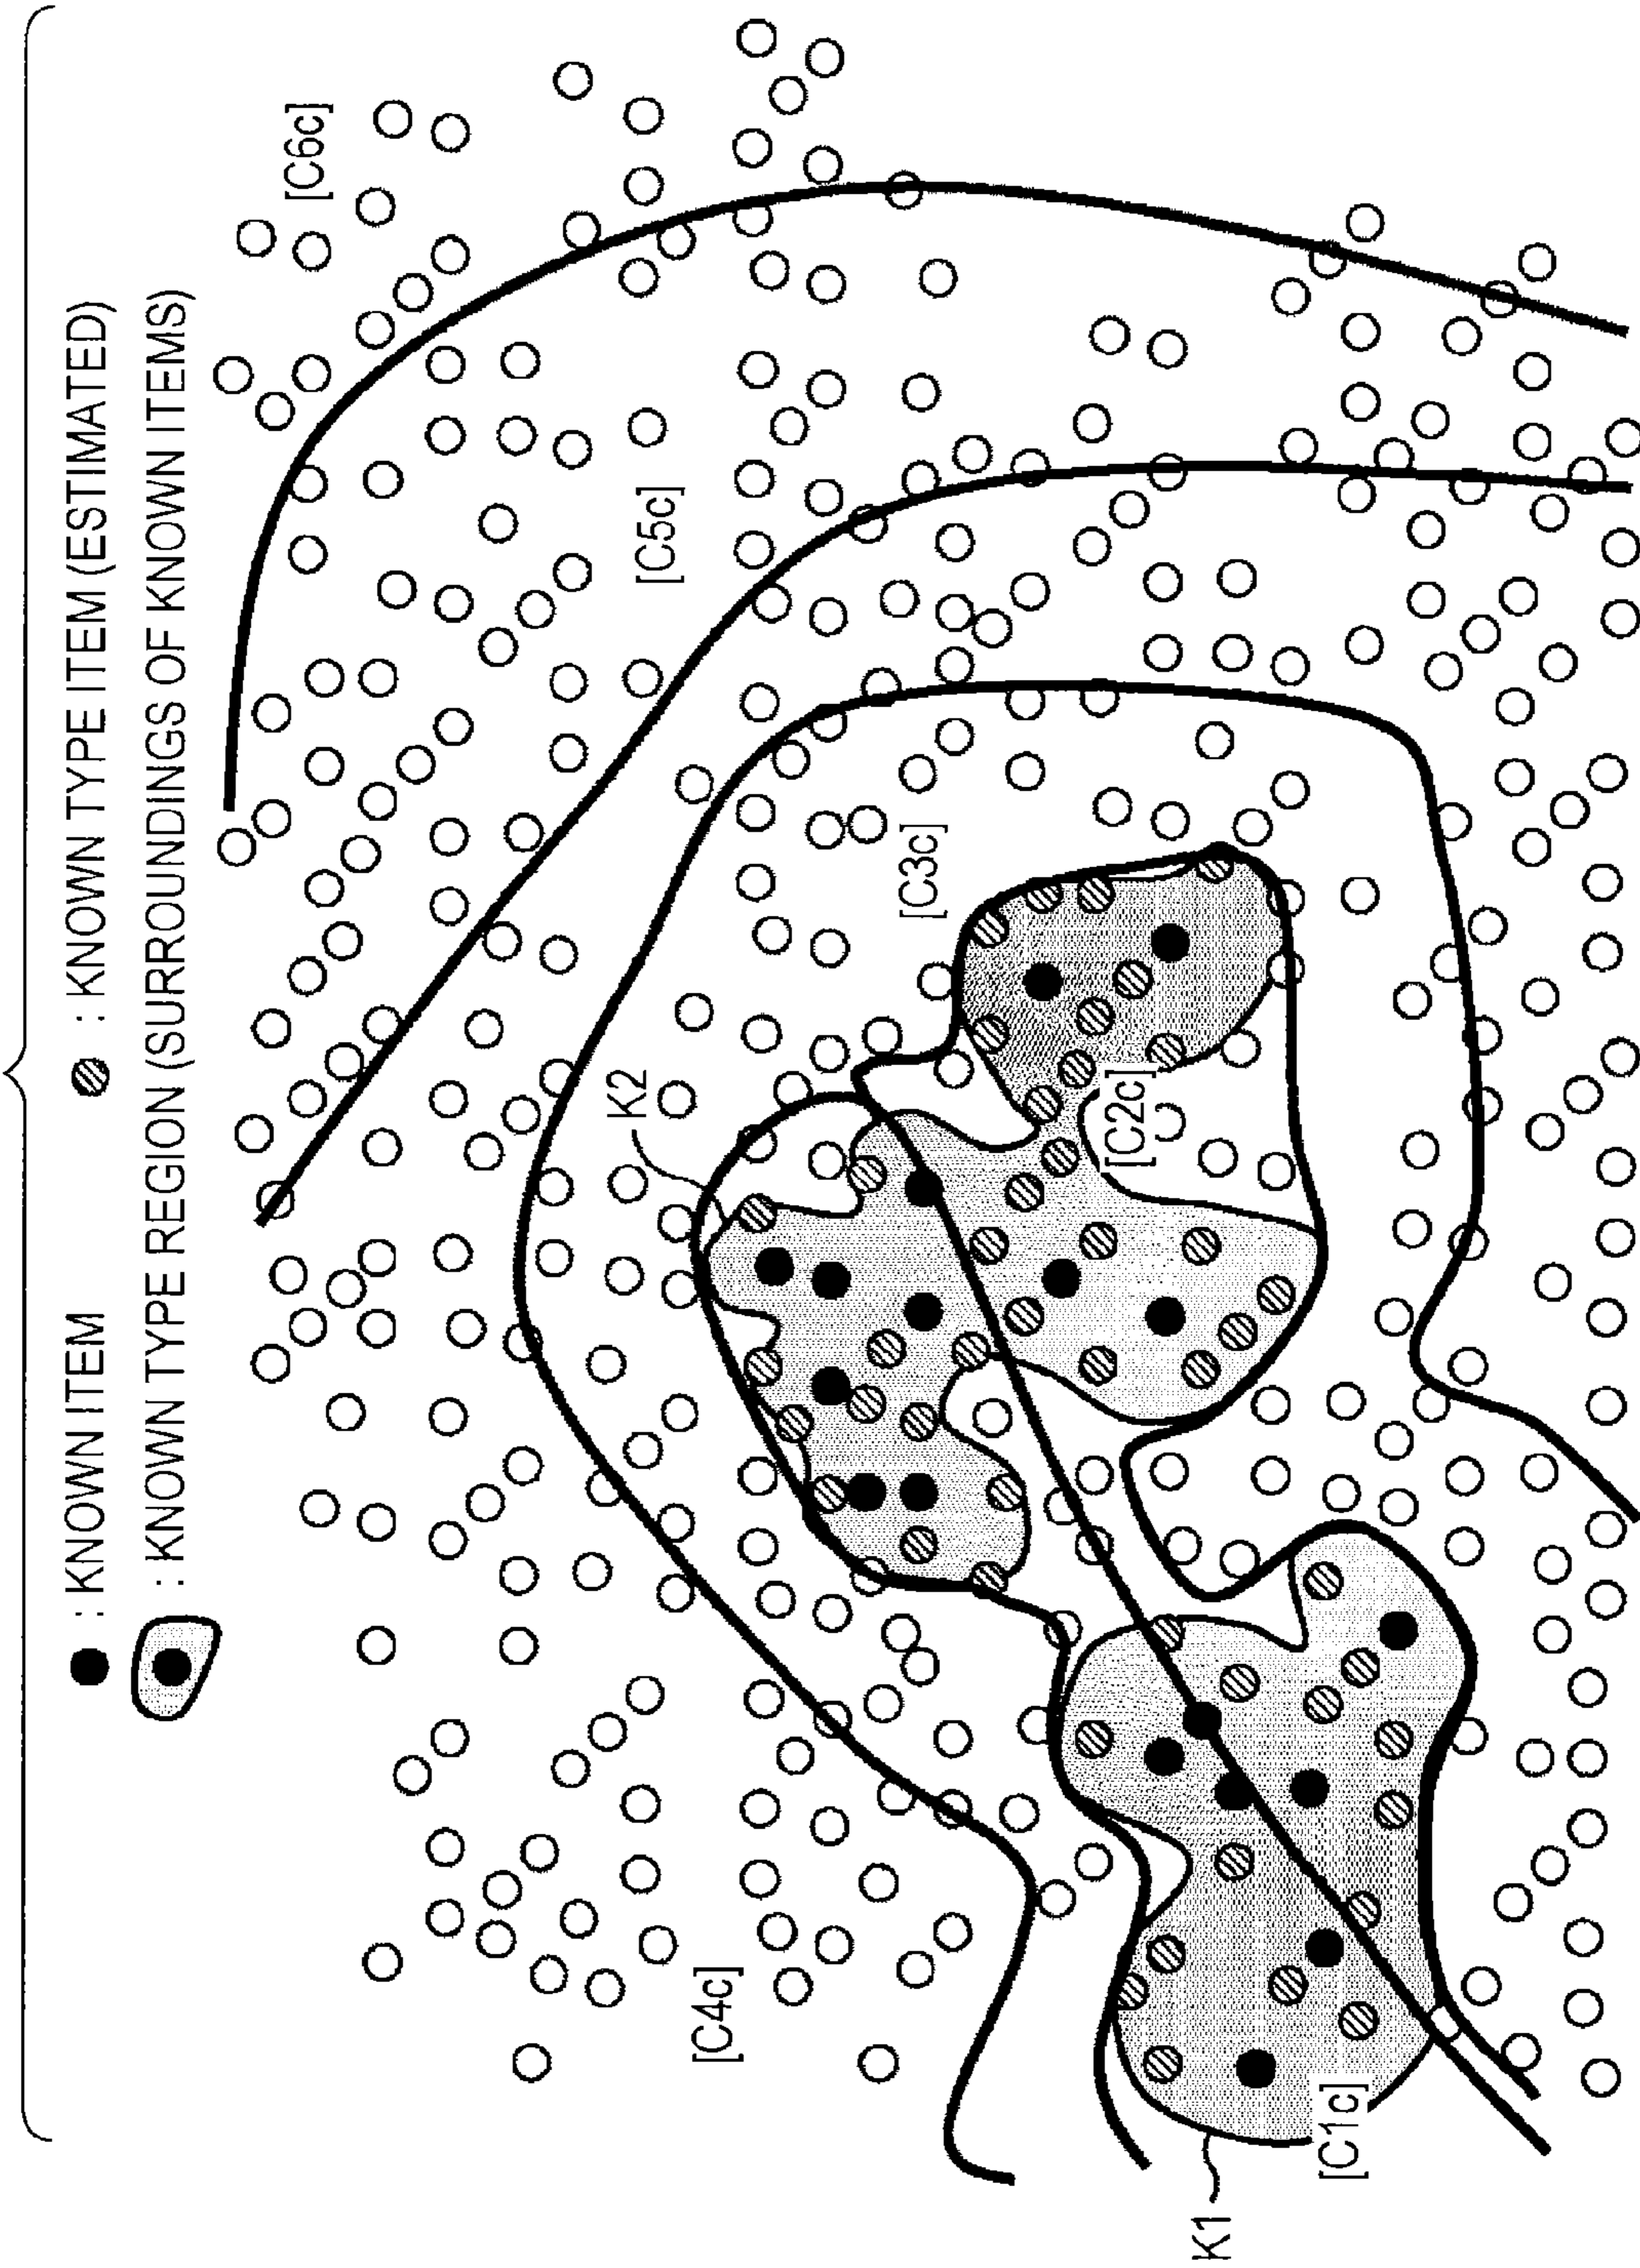 ● : KNOWN ITEM
: KNOWN TYPE ITEM (ESTIMATED)
: KNOWN TYPE REGION (SURROUNDINGS OF KNOWN ITEMS)
[C6c]
[C5c]
K2
[C4c]
[C3c]
[C2c]
[C1c]
K1